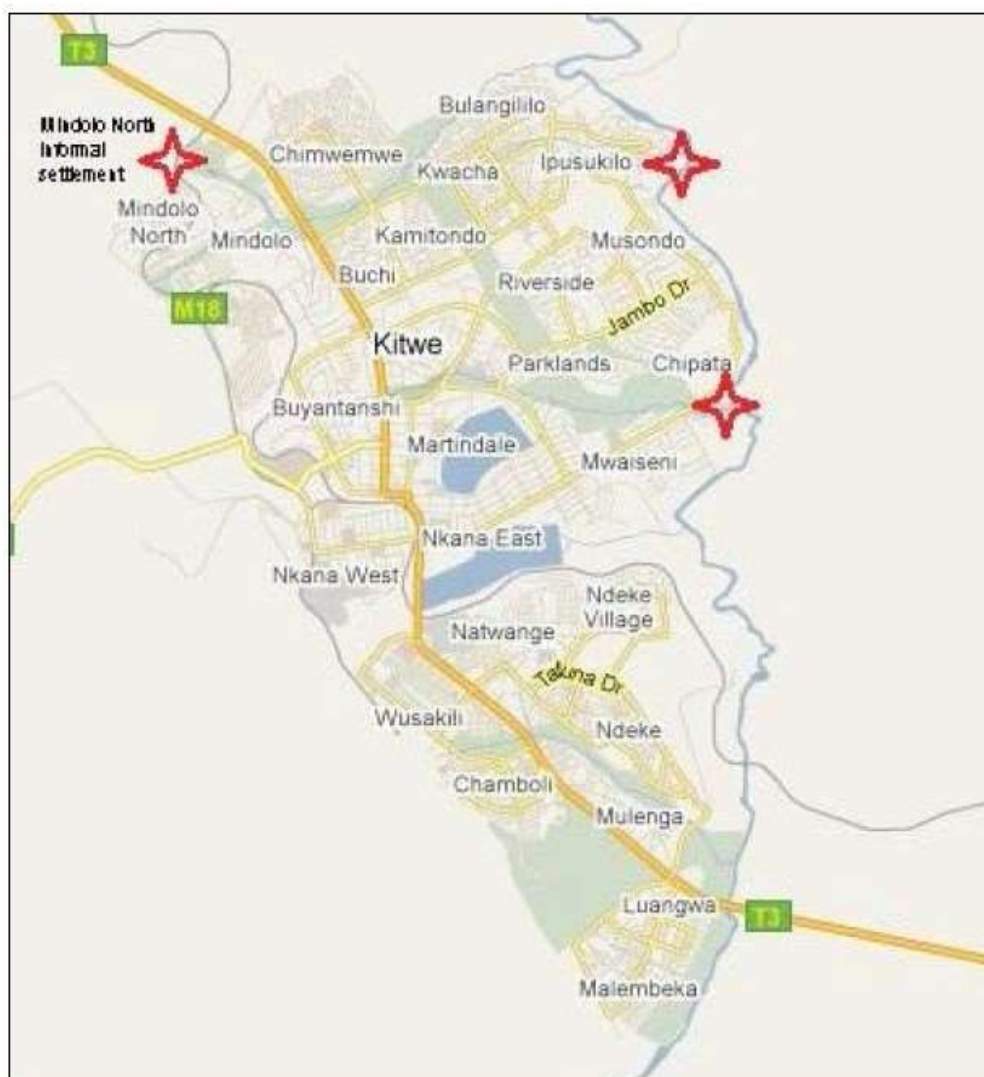 T3
Mindolo North
Informal
settlement
Bulangililo
Chimwemwe
Kwacha
Ipusukilo
Mindolo
North
Mindolo
Kamitondo
Musondo
Buchi
Riverside
M18
Jambo Dr
Kitwe
Parklands
Chipata
Buyantanshi
Martindale
Mwaiseni
Nkana East
Nkana West
Ndeke
Village
Natwange
Takuna Dr
Wusakili
Ndeke
Chamboli
Mulenga
Luangwa
T3
Malembeka